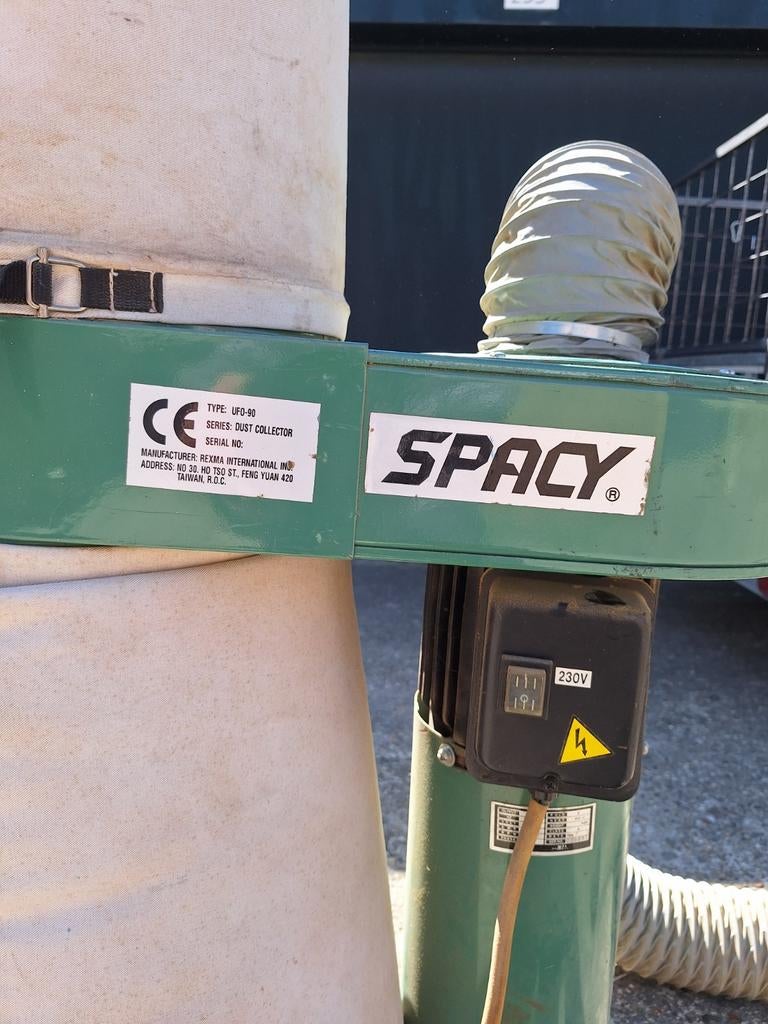 CE
TYPE: UFO-90
SERIES: DUST COLLECTOR
SERIAL NO:
MANUFACTURER: REXMA INTERNATIONAL INC.
ADDRESS: NO 30. HO TSO ST., FENG YUAN 420
TAIWAN, R.O.C.
SPACY®
230V